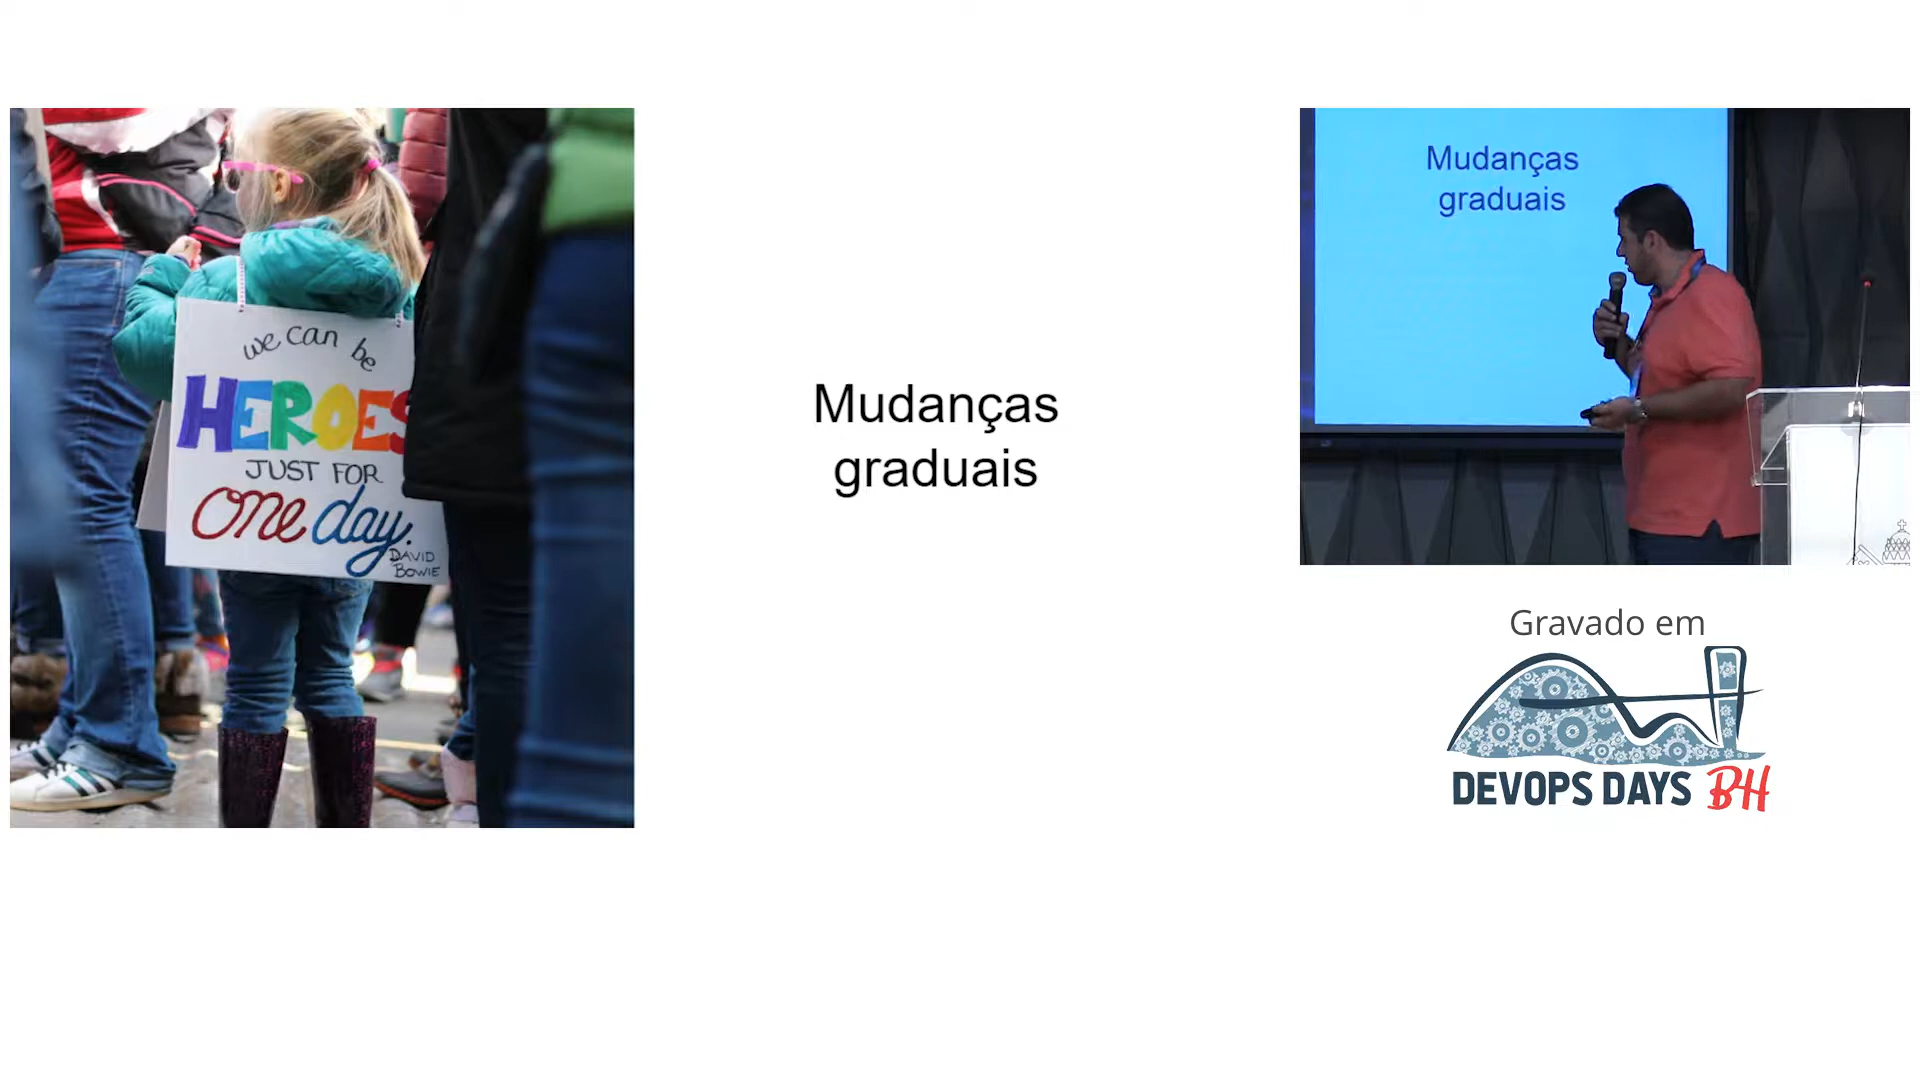 we can be
HEROES
JUST FOR
one day.
DAVID
BOWIE
Mudanças
graduais
Mudanças
graduais
Gravado em
DEVOPS DAYS BH